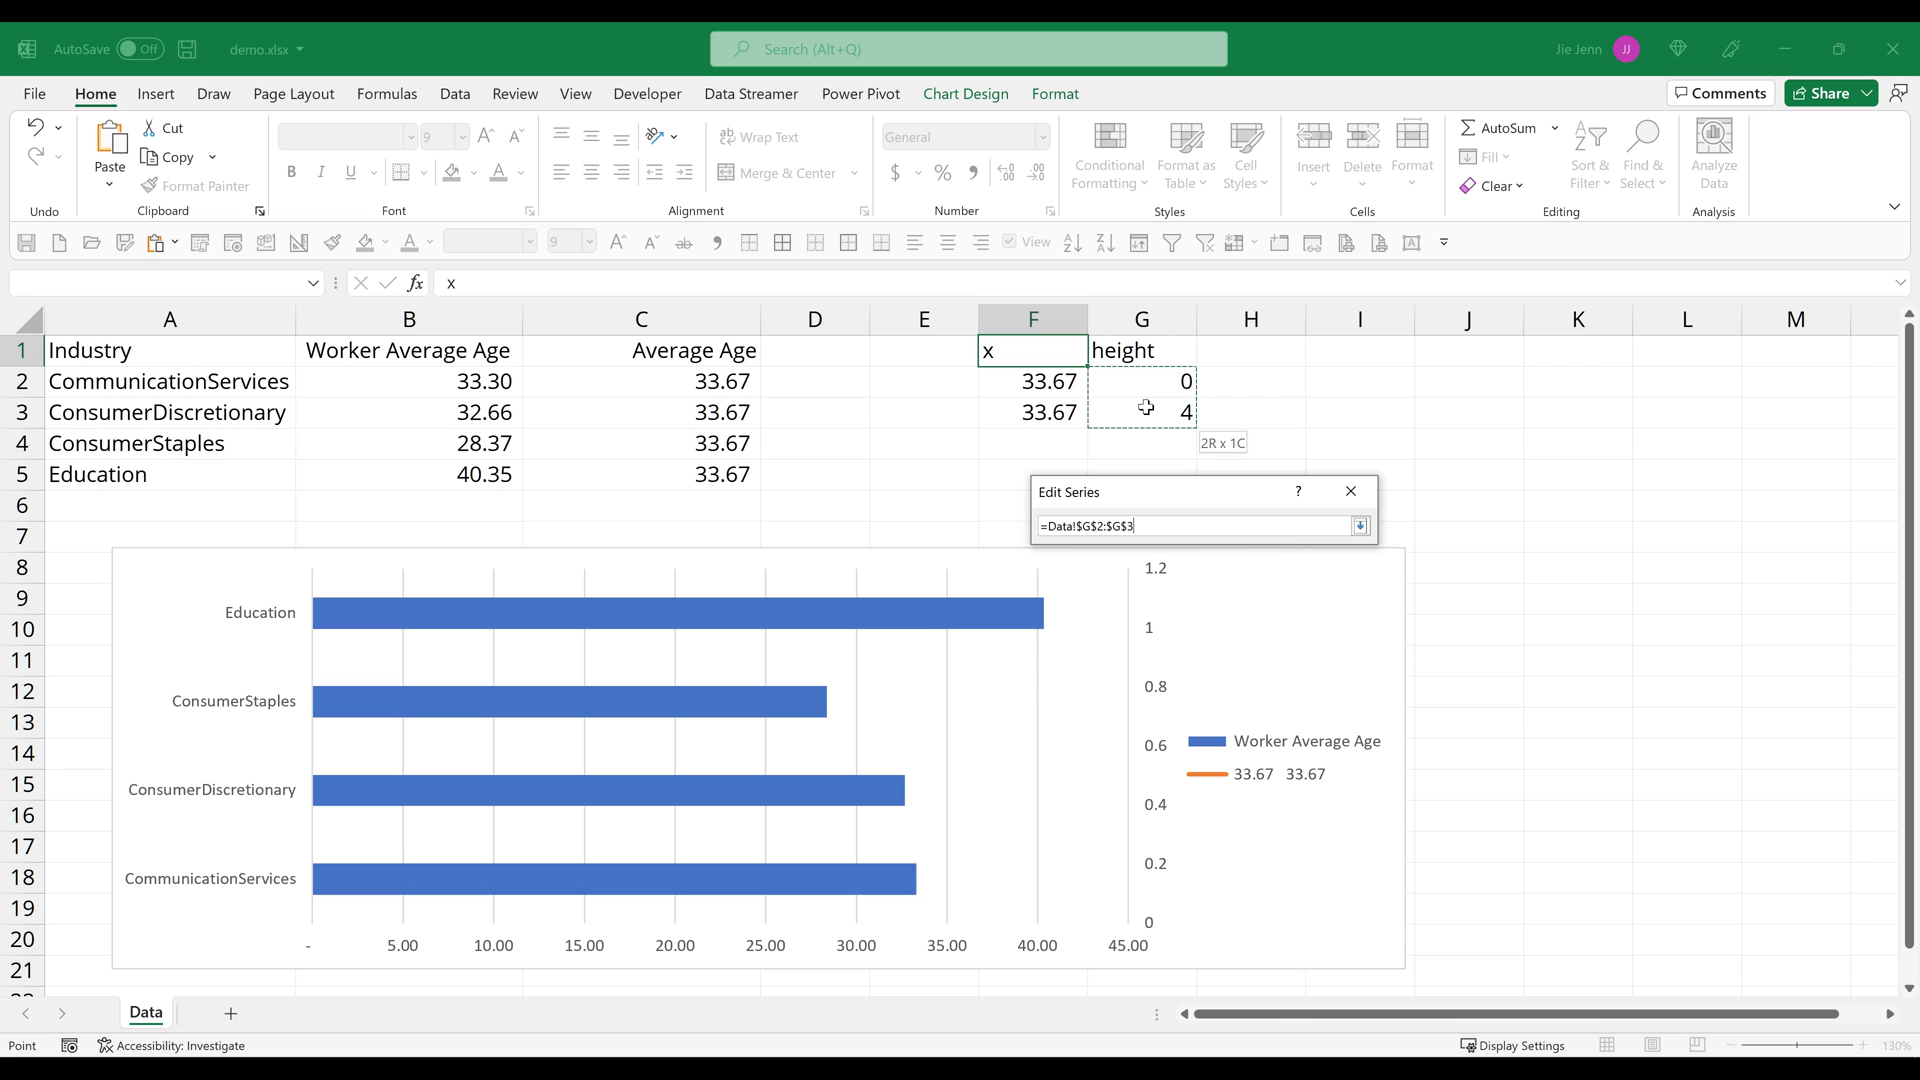 AutoSave Off demo.xlsx Search (Alt+Q) Jie Jenn JJ
File Home Insert Draw Page Layout Formulas Data Review View Developer Data Streamer Power Pivot Chart Design Format Comments Share
Paste Cut Copy Format Painter
9 B I U
ab Wrap Text Merge & Center
General $ % 9
Conditional Formatting Format as Table Cell Styles
Insert Delete Format
AutoSum Fill Clear Sort & Filter Find & Select
Analyze Data
Undo Clipboard Font Alignment Number Styles Cells Editing Analysis
9 ab View
fx x
A B C D E F G H I J K L M
1 Industry Worker Average Age Average Age x height
2 CommunicationServices 33.30 33.67 33.67 0
3 ConsumerDiscretionary 32.66 33.67 33.67 4
4 ConsumerStaples 28.37 33.67 2R x 1C
5 Education 40.35 33.67
6
7
8
9
10
11
12
13
14
15
16
17
18
19
20
21
Edit Series ?
=Data!$G$2:$G$3
Education
ConsumerStaples
ConsumerDiscretionary
CommunicationServices
- 5.00 10.00 15.00 20.00 25.00 30.00 35.00 40.00 45.00
1.2
1
0.8
0.6
0.4
0.2
0
Worker Average Age
33.67 33.67
Data
Point Accessibility: Investigate Display Settings 130%